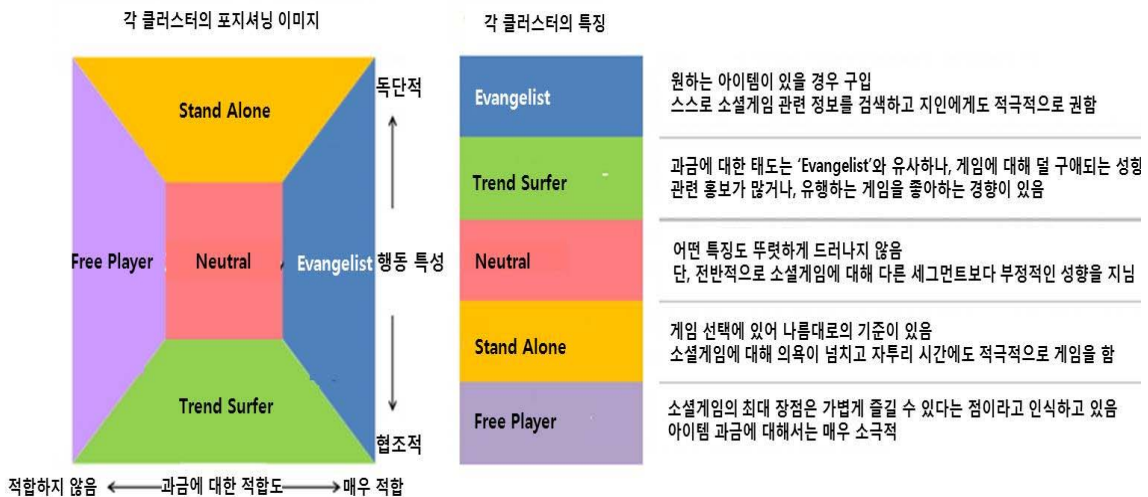 각 클러스터의 포지셔닝 이미지
독단적
Stand Alone
Free Player
Neutral
Evangelist
행동 특성
Trend Surfer
협조적
적합하지 않음
과금에 대한 적합도
매우 적합
각 클러스터의 특징
Evangelist
원하는 아이템이 있을 경우 구입
스스로 소셜게임 관련 정보를 검색하고 지인에게도 적극적으로 권함
Trend Surfer
과금에 대한 태도는 ‘Evangelist’와 유사하나, 게임에 대해 덜 구애되는 성향
관련 홍보가 많거나, 유행하는 게임을 좋아하는 경향이 있음
Neutral
어떤 특징도 뚜렷하게 드러나지 않음
단, 전반적으로 소셜게임에 대해 다른 세그먼트보다 부정적인 성향을 지님
Stand Alone
게임 선택에 있어 나름대로의 기준이 있음
소셜게임에 대해 의욕이 넘치고 자투리 시간에도 적극적으로 게임을 함
Free Player
소셜게임의 최대 장점은 가볍게 즐길 수 있다는 점이라고 인식하고 있음
아이템 과금에 대해서는 매우 소극적